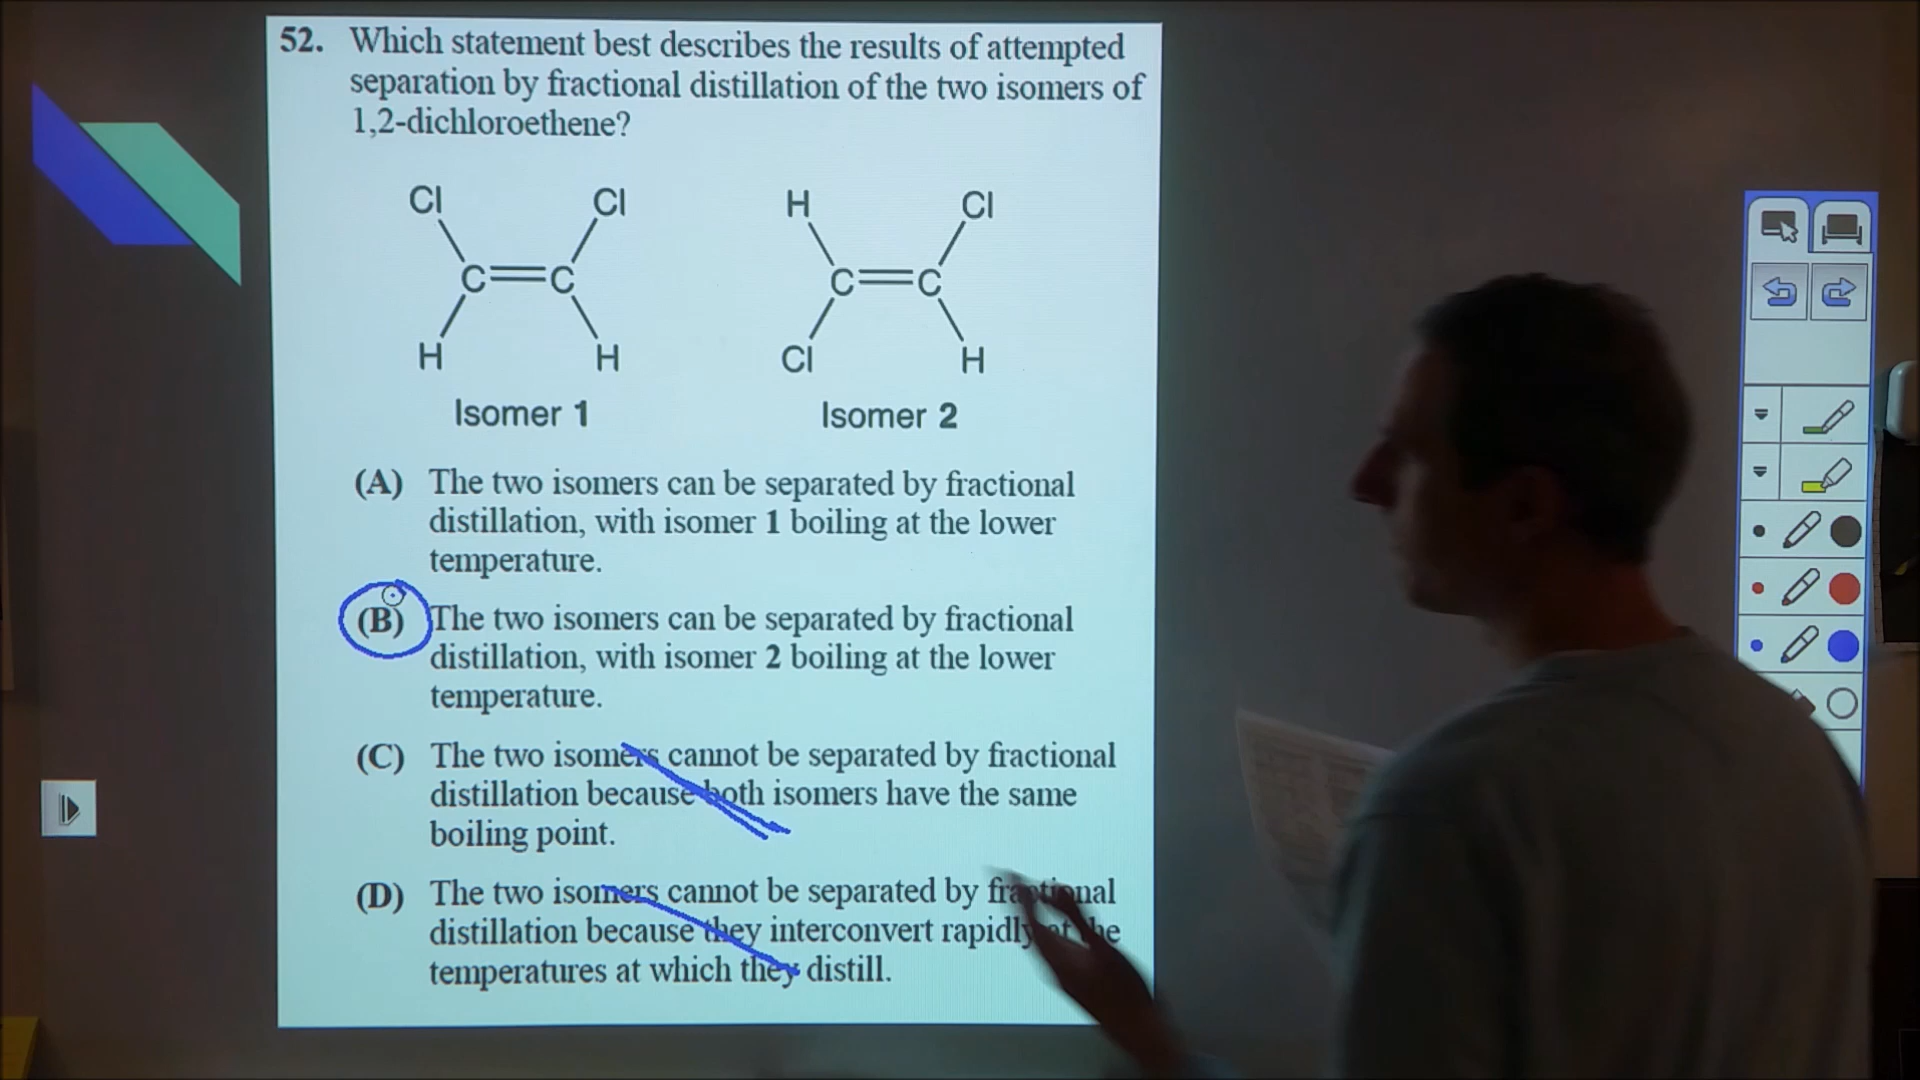 52. Which statement best describes the results of attempted
separation by fractional distillation of the two isomers of
1,2-dichloroethene?
Cl Cl H Cl
C C C C
H H Cl H
Isomer 1 Isomer 2
(A) The two isomers can be separated by fractional
distillation, with isomer 1 boiling at the lower
temperature.
(B) The two isomers can be separated by fractional
distillation, with isomer 2 boiling at the lower
temperature.
(C) The two isomers cannot be separated by fractional
distillation because both isomers have the same
boiling point.
(D) The two isomers cannot be separated by fractional
distillation because they interconvert rapidly at the
temperatures at which they distill.